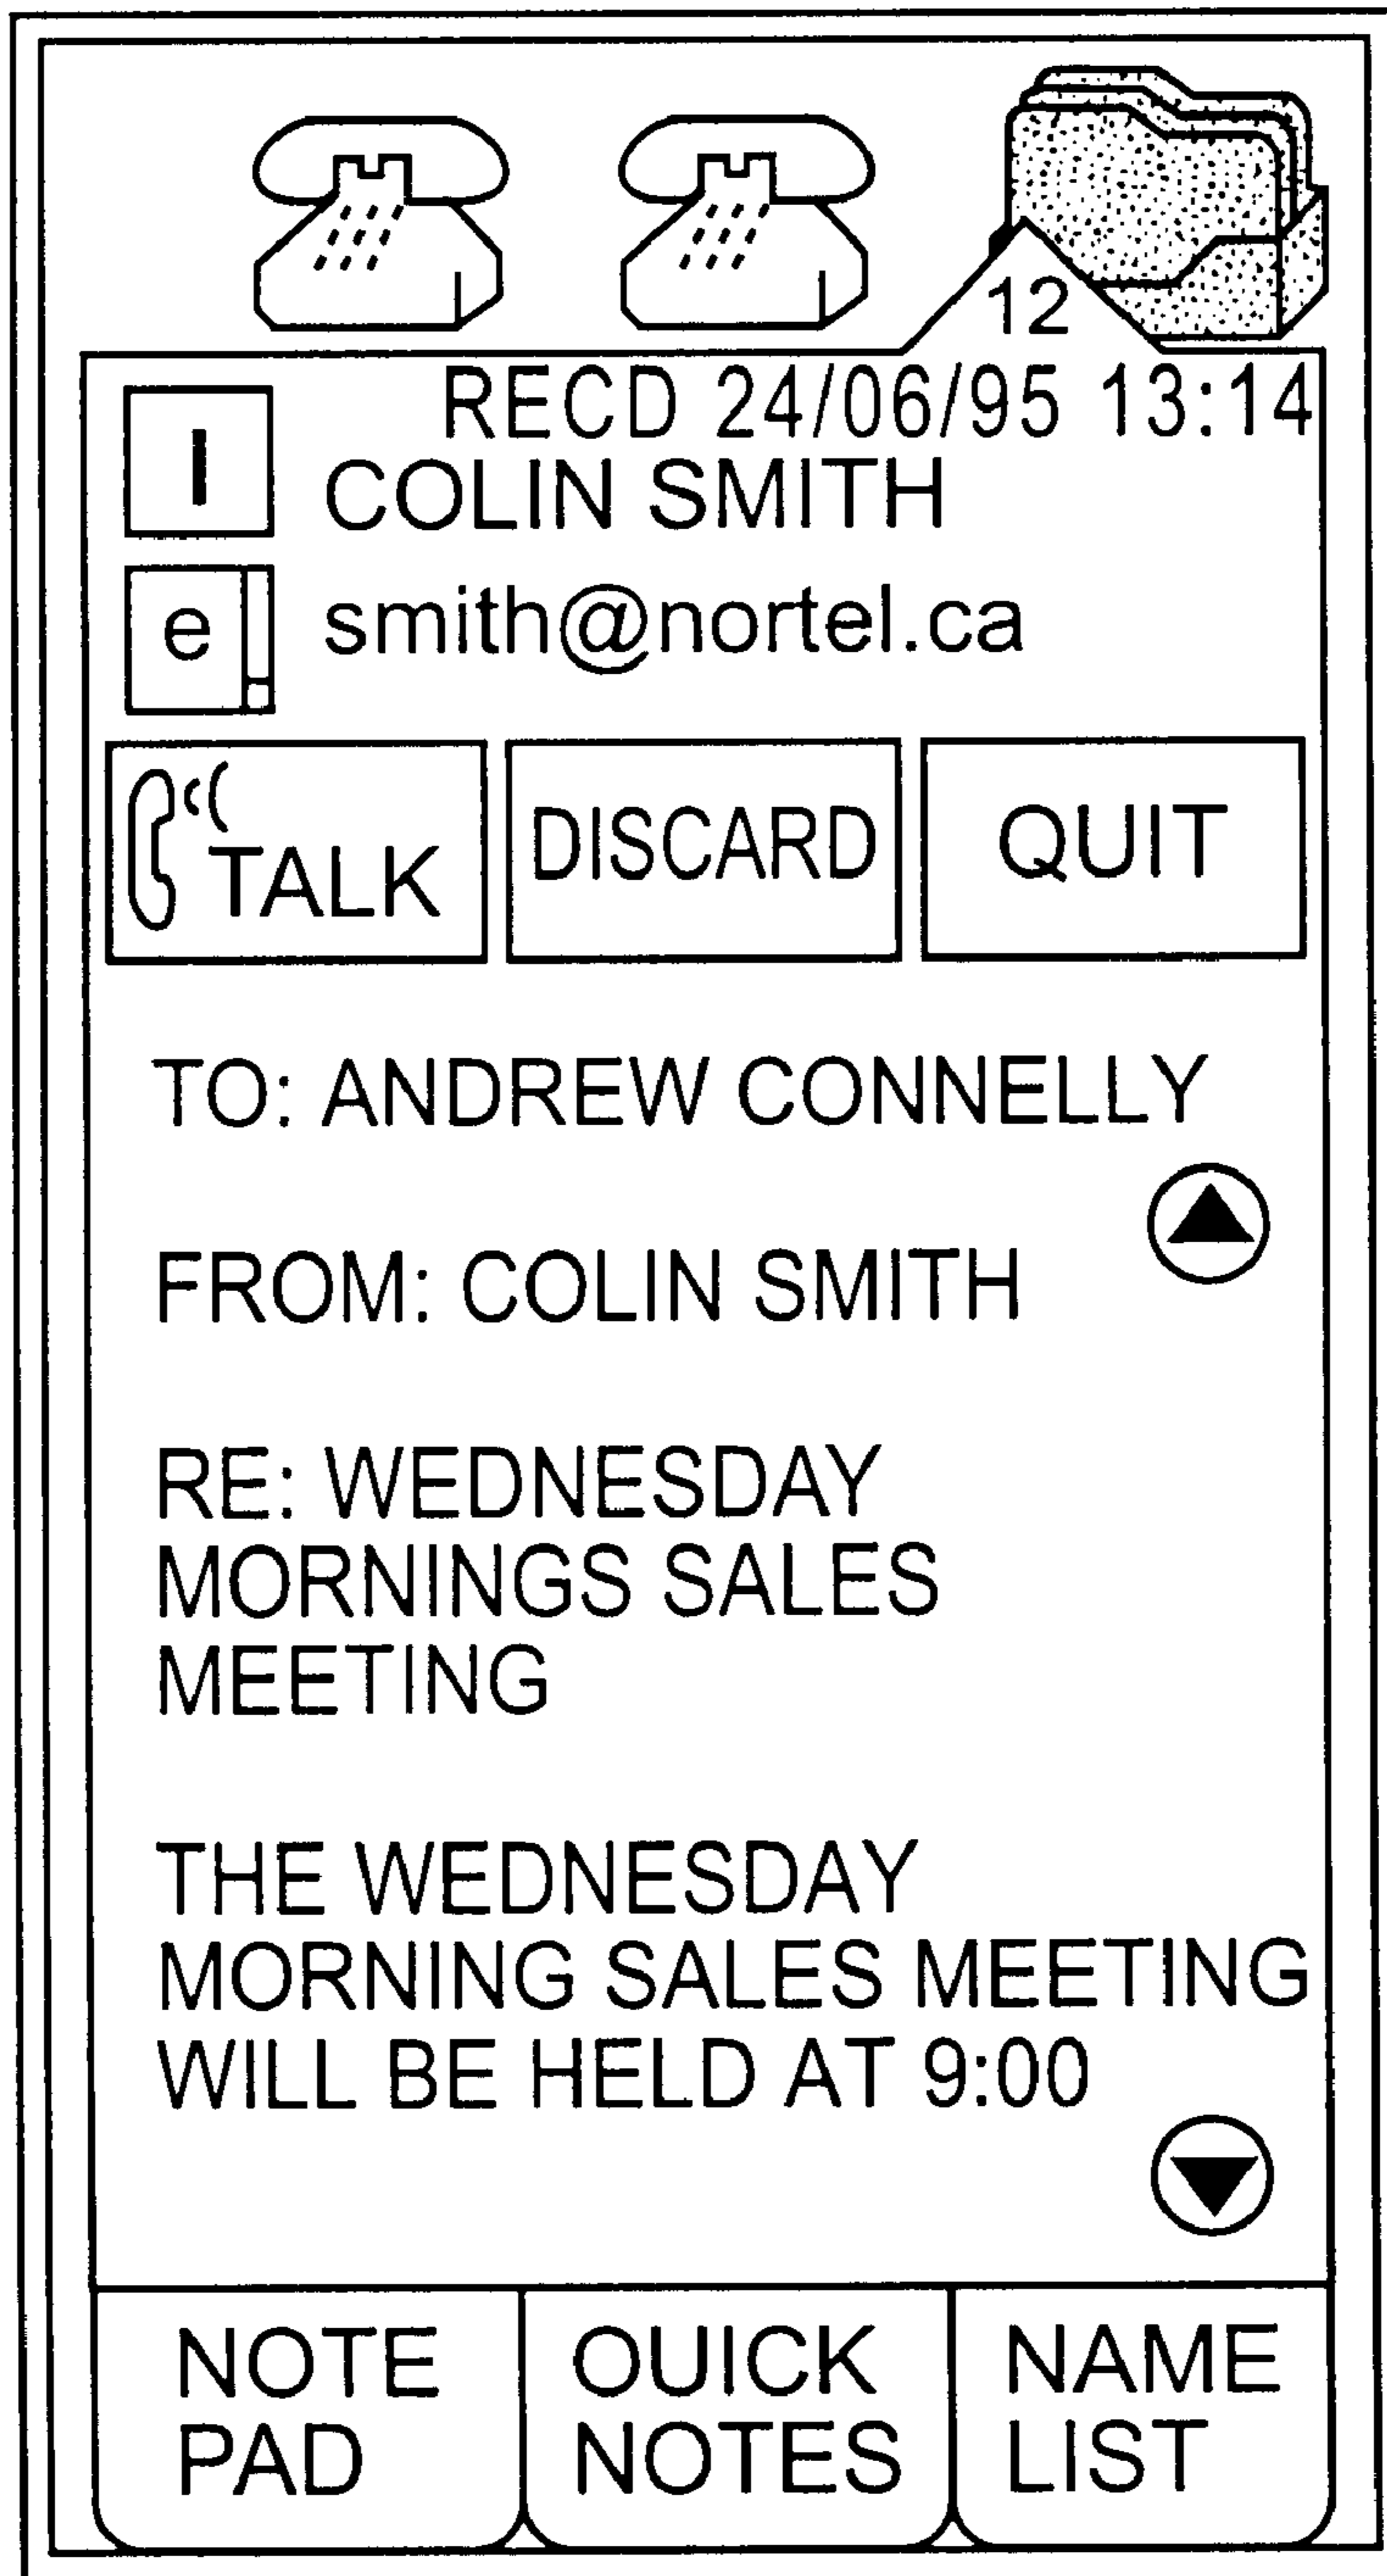 12
RECD 24/06/95 13:14
I
COLIN SMITH
e
smith@nortel.ca
TALK
DISCARD
QUIT
TO: ANDREW CONNELLY
FROM: COLIN SMITH
RE: WEDNESDAY
MORNINGS SALES
MEETING
THE WEDNESDAY
MORNING SALES MEETING
WILL BE HELD AT 9:00
NOTE
PAD
OUICK
NOTES
NAME
LIST